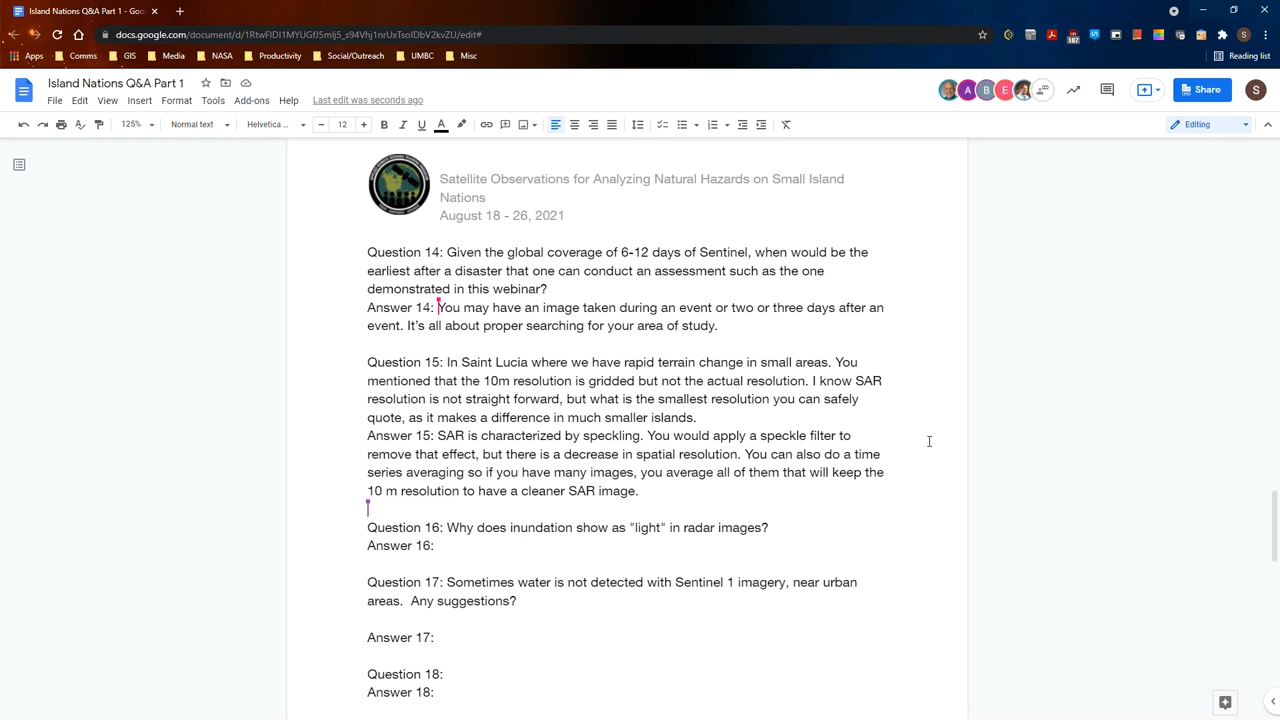 Island Nations Q&A Part 1 - Goo
docs.google.com/document/d/1RtwFIDI1MYUGfJ5mIj5_s94Vhj1nrUxTsoIDbV2kvZU/edit#
Apps Comms GIS Media NASA Productivity Social/Outreach UMBC Misc Reading list
187
Island Nations Q&A Part 1
File Edit View Insert Format Tools Add-ons Help Last edit was seconds ago
A B E Share S
125% Normal text Helvetica ... 12 B I U A Editing
Satellite Observations for Analyzing Natural Hazards on Small Island
Nations
August 18 - 26, 2021
Question 14: Given the global coverage of 6-12 days of Sentinel, when would be the
earliest after a disaster that one can conduct an assessment such as the one
demonstrated in this webinar?
Answer 14: You may have an image taken during an event or two or three days after an
event. It's all about proper searching for your area of study.
Question 15: In Saint Lucia where we have rapid terrain change in small areas. You
mentioned that the 10m resolution is gridded but not the actual resolution. I know SAR
resolution is not straight forward, but what is the smallest resolution you can safely
quote, as it makes a difference in much smaller islands.
Answer 15: SAR is characterized by speckling. You would apply a speckle filter to
remove that effect, but there is a decrease in spatial resolution. You can also do a time
series averaging so if you have many images, you average all of them that will keep the
10 m resolution to have a cleaner SAR image.
Question 16: Why does inundation show as "light" in radar images?
Answer 16:
Question 17: Sometimes water is not detected with Sentinel 1 imagery, near urban
areas.  Any suggestions?
Answer 17:
Question 18:
Answer 18: